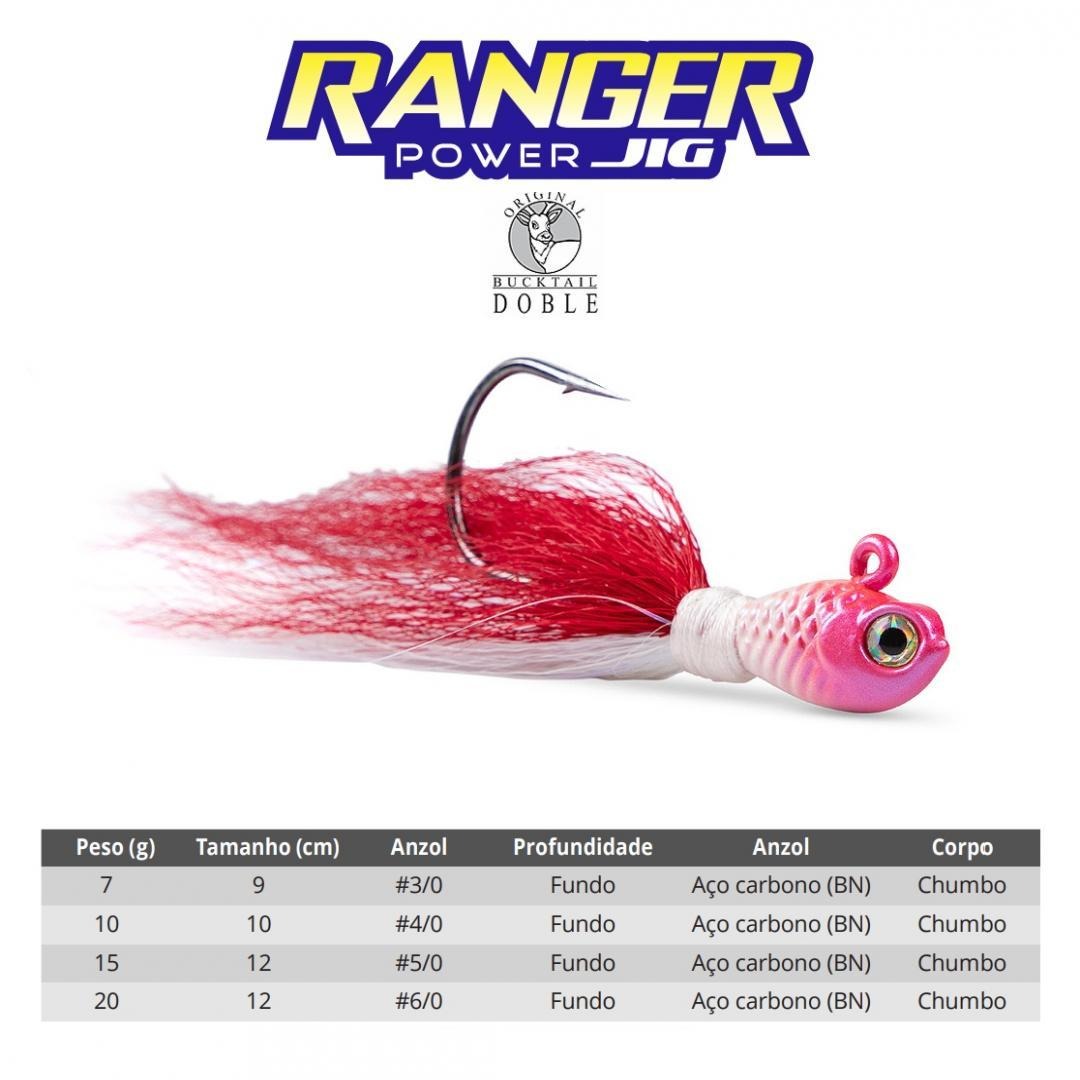 RANGER
POWER JIG
ORIGINAL
BUCKTAIL
DOBLE
Peso (g) Tamanho (cm) Anzol Profundidade Anzol Corpo
7 9 #3/0 Fundo Aço carbono (BN) Chumbo
10 10 #4/0 Fundo Aço carbono (BN) Chumbo
15 12 #5/0 Fundo Aço carbono (BN) Chumbo
20 12 #6/0 Fundo Aço carbono (BN) Chumbo